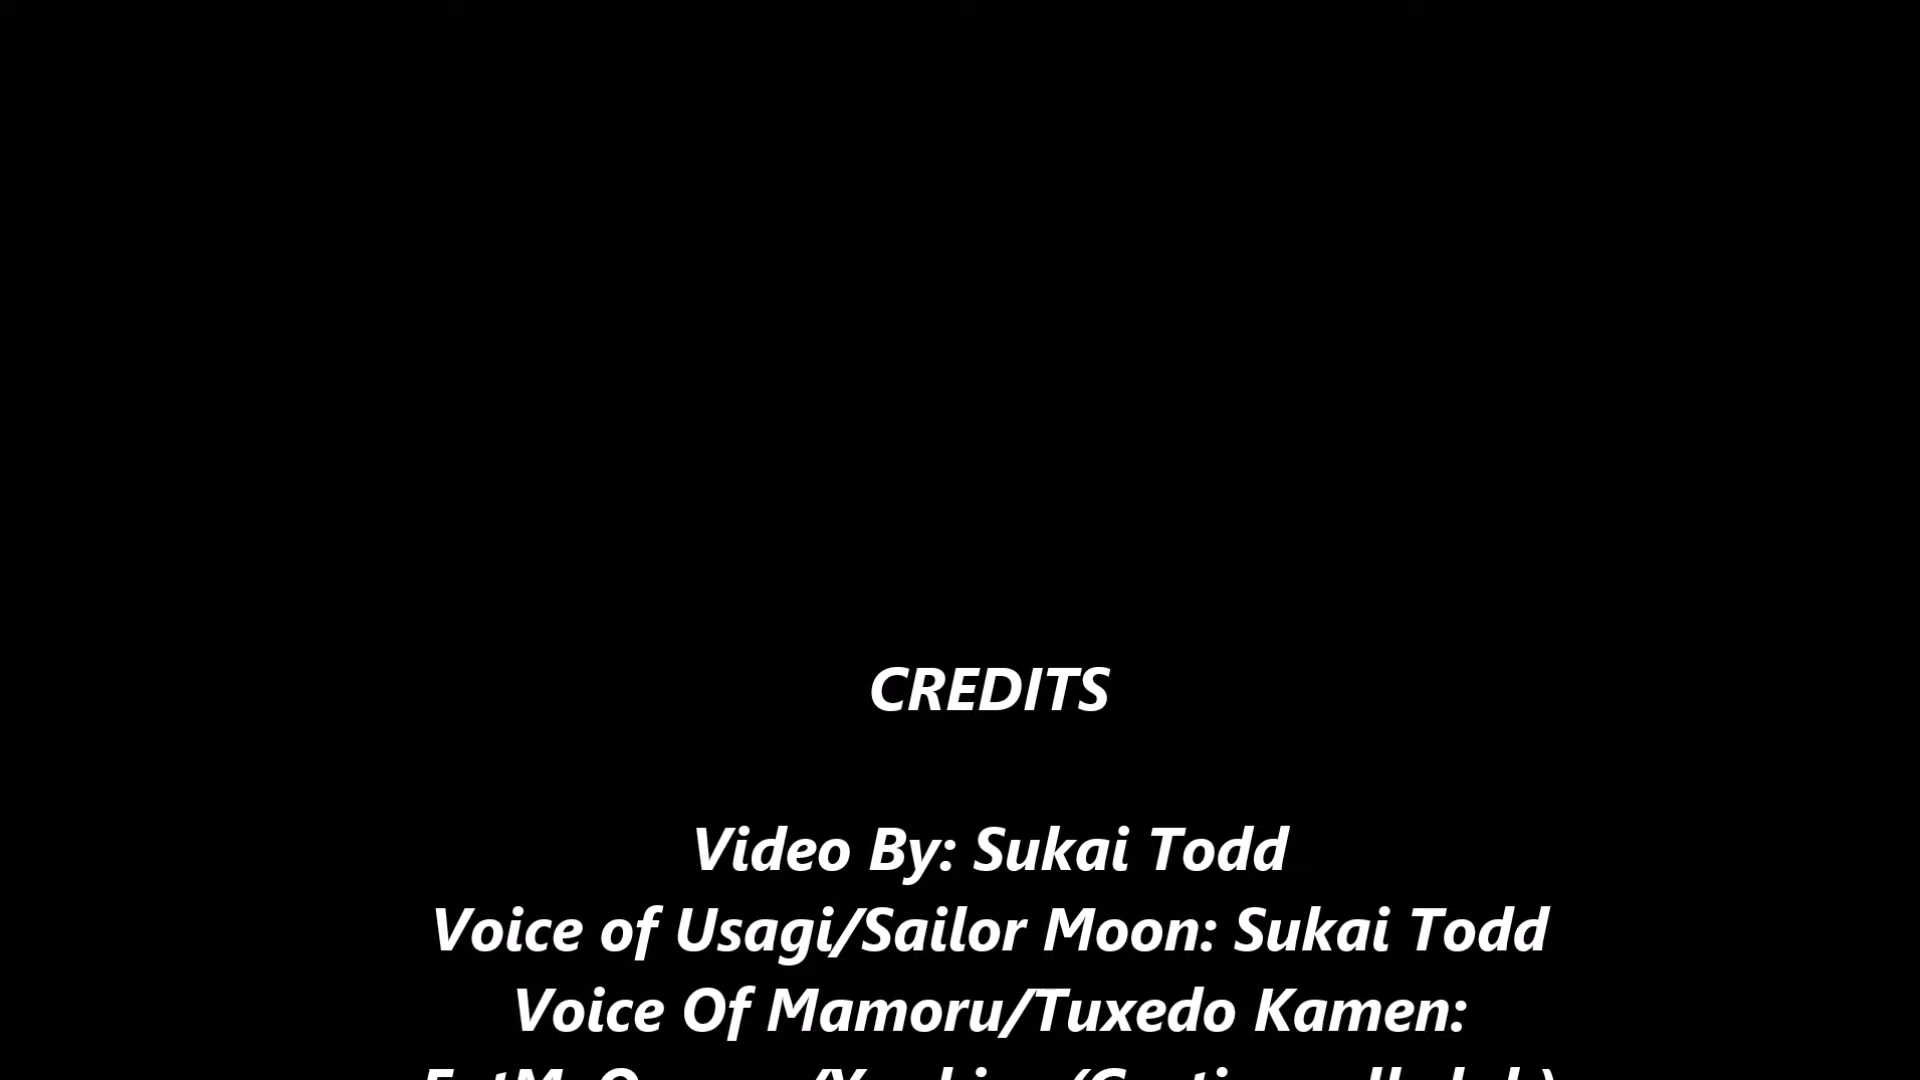 CREDITS
Video By: Sukai Todd
Voice of Usagi/Sailor Moon: Sukai Todd
Voice Of Mamoru/Tuxedo Kamen: